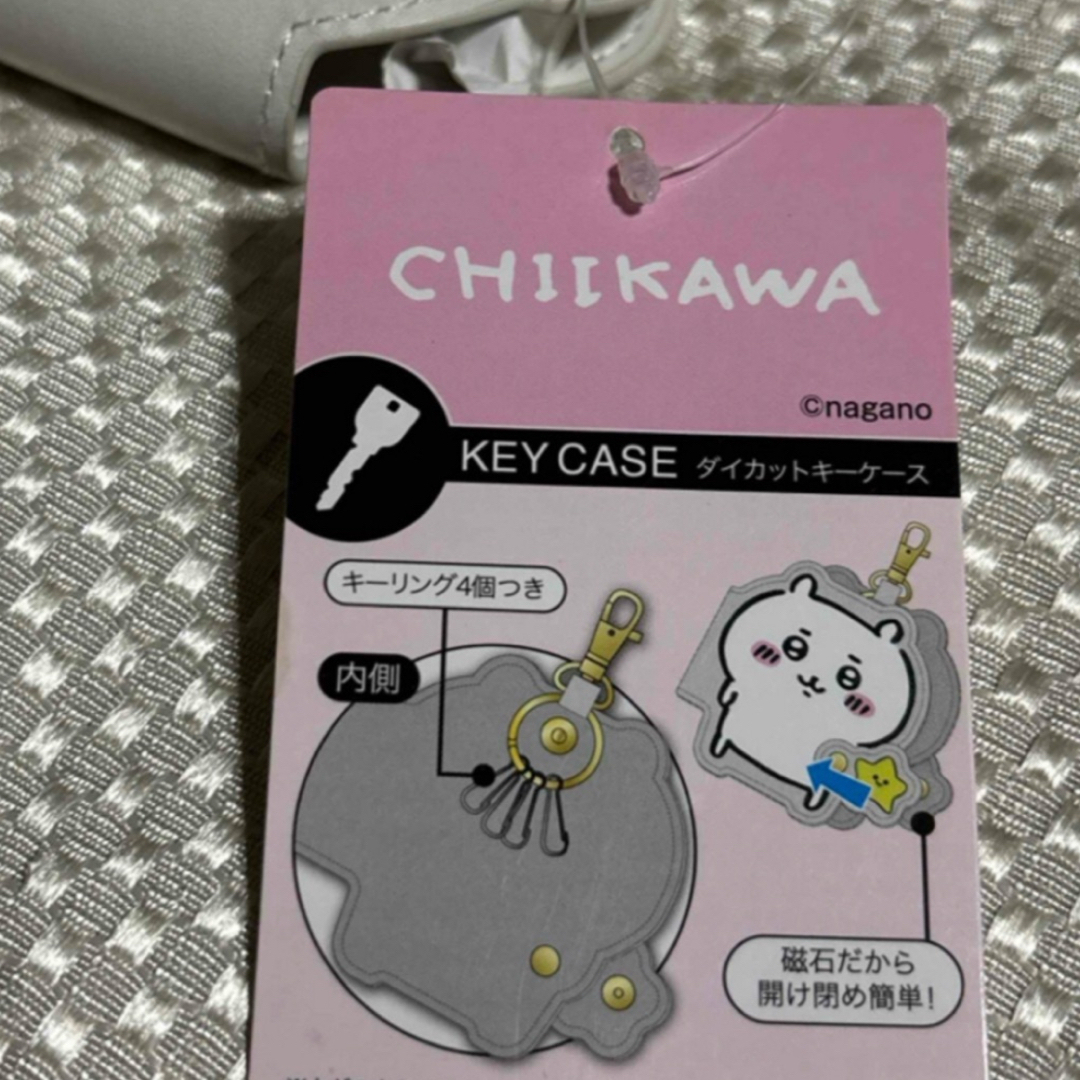 CHIIKAWA
©nagano
KEY CASE ダイカットキーケース
キーリング4個つき
内側
磁石だから
開け閉め簡単!